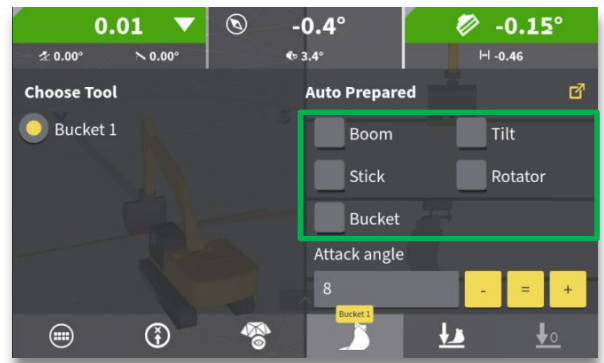 0.01
-0.4°
-0.15°
0.00°
0.00°
3.4°
-0.46
Choose Tool
Auto Prepared
Bucket 1
Boom
Tilt
Stick
Rotator
Bucket
Attack angle
8
- = +
Bucket 1
0